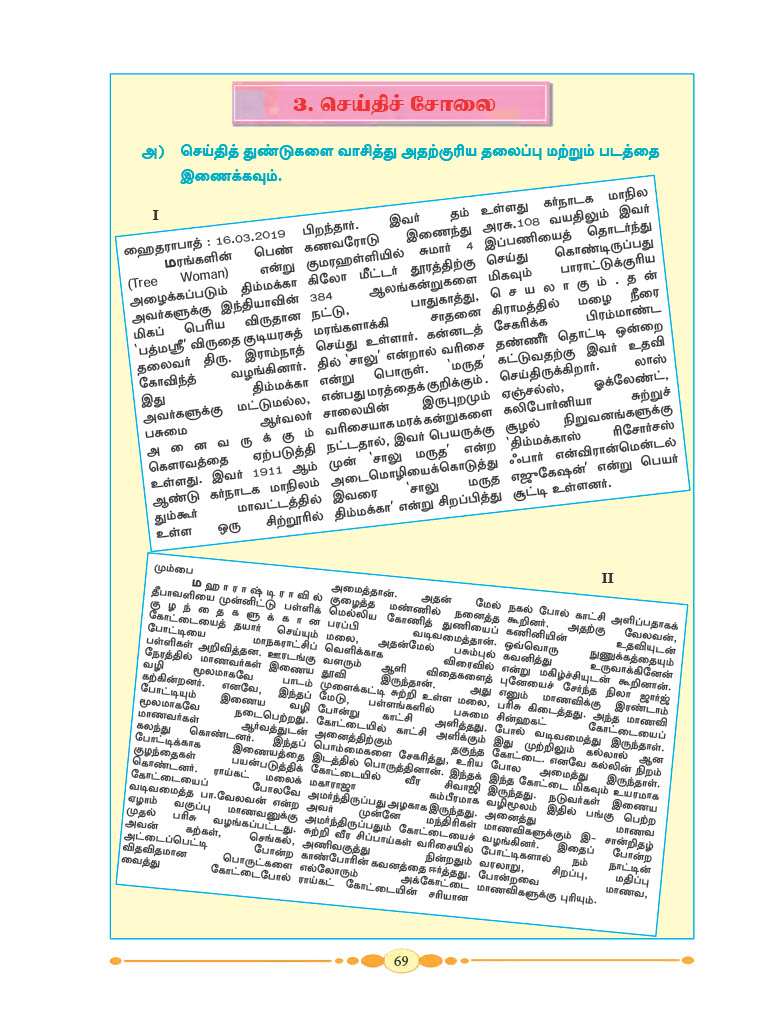 3. செய்திச் சோலை
அ) செய்தித் துண்டுகளை வாசித்து அதற்குரிய தலைப்பு மற்றும் படத்தை
இணைக்கவும்.
I
ஹைதராபாத் : 16.03.2019
மரங்களின் பெண்
(Tree Woman) என்று
அழைக்கப்படும் திம்மக்கா
அவர்களுக்கு இந்தியாவின்
மிகப் பெரிய விருதான
‘பத்மஸ்ரீ’ விருதை குடியரசுத்
தலைவர் திரு. இராம்நாத்
கோவிந்த் வழங்கினார்.
இது திம்மக்கா
அவர்களுக்கு மட்டுமல்ல,
பசுமை ஆர்வலர்
அனைவருக்கும்
கௌரவத்தை ஏற்படுத்தி
உள்ளது. இவர் 1911 ஆம்
ஆண்டு கர்நாடக மாநிலம்
தும்கூர் மாவட்டத்தில்
உள்ள ஒரு சிற்றூரில்
பிறந்தார். இவர் தம்
கணவரோடு இணைந்து
குமரஹள்ளியில் சுமார் 4
கிலோ மீட்டர் தூரத்திற்கு
384 ஆலங்கன்றுகளை
நட்டு, பாதுகாத்து,
மரங்களாக்கி சாதனை
செய்து உள்ளார். கன்னடத்
தில் ‘சாலு’ என்றால் வரிசை
என்று பொருள். ‘மருத’
என்பது மரத்தைக் குறிக்கும்.
சாலையின் இருபுறமும்
வரிசையாக மரக்கன்றுகளை
நட்டதால், இவர் பெயருக்கு
முன் ‘சாலு மருத’ என்ற
அடைமொழியைக்கொடுத்து
இவரை ‘சாலு மருத
திம்மக்கா’ என்று சிறப்பித்து
உள்ளது கர்நாடக மாநில
அரசு.108 வயதிலும் இவர்
இப்பணியைத் தொடர்ந்து
செய்து கொண்டிருப்பது
மிகவும் பாராட்டுக்குரிய
செயலாகும். தன்
கிராமத்தில் மழை நீரை
சேகரிக்க பிரம்மாண்ட
தண்ணீர் தொட்டி ஒன்றை
கட்டுவதற்கு இவர் உதவி
செய்திருக்கிறார். லாஸ்
ஏஞ்சல்ஸ், ஓக்லேண்ட்,
கலிபோர்னியா சுற்றுச்
சூழல் நிறுவனங்களுக்கு
‘திம்மக்காஸ் ரிசோர்சஸ்
ஃபார் என்விரான்மென்டல்
எஜுகேஷன்’ என்று பெயர்
சூட்டி உள்ளனர்.
II
மும்பை
மஹாராஷ்டிராவில்
தீபாவளியை முன்னிட்டு பள்ளிக்
குழந்தைகளுக்கான
கோட்டையைத் தயார் செய்யும்
போட்டியை மாநகராட்சிப்
பள்ளிகள் அறிவித்தன. ஊரடங்கு
நேரத்தில் மாணவர்கள் இணைய
வழி மூலமாகவே பாடம்
கற்கின்றனர். எனவே, இந்தப்
போட்டியும் இணைய வழி
மூலமாகவே நடைபெற்றது.
மாணவர்கள் ஆர்வத்துடன்
கலந்து கொண்டனர். இந்தப்
போட்டிக்காக இணையத்தை
குழந்தைகள் பயன்படுத்திக்
கொண்டனர். ராய்கட் மலைக்
கோட்டையைப் போலவே
வடிவமைத்த பா.வேலவன் என்ற
ஏழாம் வகுப்பு மாணவனுக்கு
முதல் பரிசு வழங்கப்பட்டது.
அவன் கற்கள், செங்கல்,
அட்டைப்பெட்டி போன்ற
விதவிதமான பொருட்களை
வைத்து கோட்டைபோல்
அமைத்தான். அதன் மேல்
குழைத்த மண்ணில் நனைத்த
மெல்லிய கோணித் துணியைப்
பரப்பி வடிவமைத்தான்.
மலை, அதன்மேல் பசும்புல்
வெளிக்காக விரைவில்
வளரும் ஆளி விதைகளைத்
தூவி இருந்தான். அது
முளைக்கட்டி சுற்றி உள்ள மலை,
மேடு, பள்ளங்களில் பசுமை
போன்று காட்சி அளித்தது.
கோட்டையில் காட்சி அளிக்கும்
அனைத்திற்கும் தகுந்த
பொம்மைகளை சேகரித்து, உரிய
இடத்தில் பொருத்தினான். இந்தக்
கோட்டையில் வீர சிவாஜி
மகாராஜா கம்பீரமாக
அமர்ந்திருப்பது அழகாக இருந்தது.
அவர் முன்னே மந்திரிகள்
அமர்ந்திருப்பதும் கோட்டையைச்
சுற்றி வீர சிப்பாய்கள் வரிசையில்
அணிவகுத்து நின்றதும்
காண்போரின் கவனத்தை ஈர்த்தது.
எல்லோரும் அக்கோட்டை
ராய்கட் கோட்டையின் சரியான
நகல் போல் காட்சி அளிப்பதாகக்
கூறினர். அதற்கு வேலவன்,
கணினியின் உதவியுடன்
ஒவ்வொரு நுணுக்கத்தையும்
கவனித்து உருவாக்கினேன்
என்று மகிழ்ச்சியுடன் கூறினான்.
புனேயைச் சேர்ந்த நிலா ஜார்ஜ்
எனும் மாணவிக்கு இரண்டாம்
பரிசு கிடைத்தது. அந்த மாணவி
சின்ஹகட் கோட்டையைப்
போல் வடிவமைத்து இருந்தாள்.
இது முற்றிலும் கல்லால் ஆன
கோட்டை. எனவே கல்லின் நிறம்
போல அமைத்து இருந்தாள்.
இந்த கோட்டை மிகவும் உயரமாக
இருந்தது. நடுவர்கள் இணைய
வழிமூலம் இதில் பங்கு பெற்ற
அனைத்து மாணவ
மாணவிகளுக்கும் இ- சான்றிதழ்
வழங்கினர். இதைப் போன்ற
போட்டிகளால் நம் நாட்டின்
வரலாறு, சிறப்பு, மதிப்பு
போன்றவை மாணவ,
மாணவிகளுக்கு புரியும்.
69